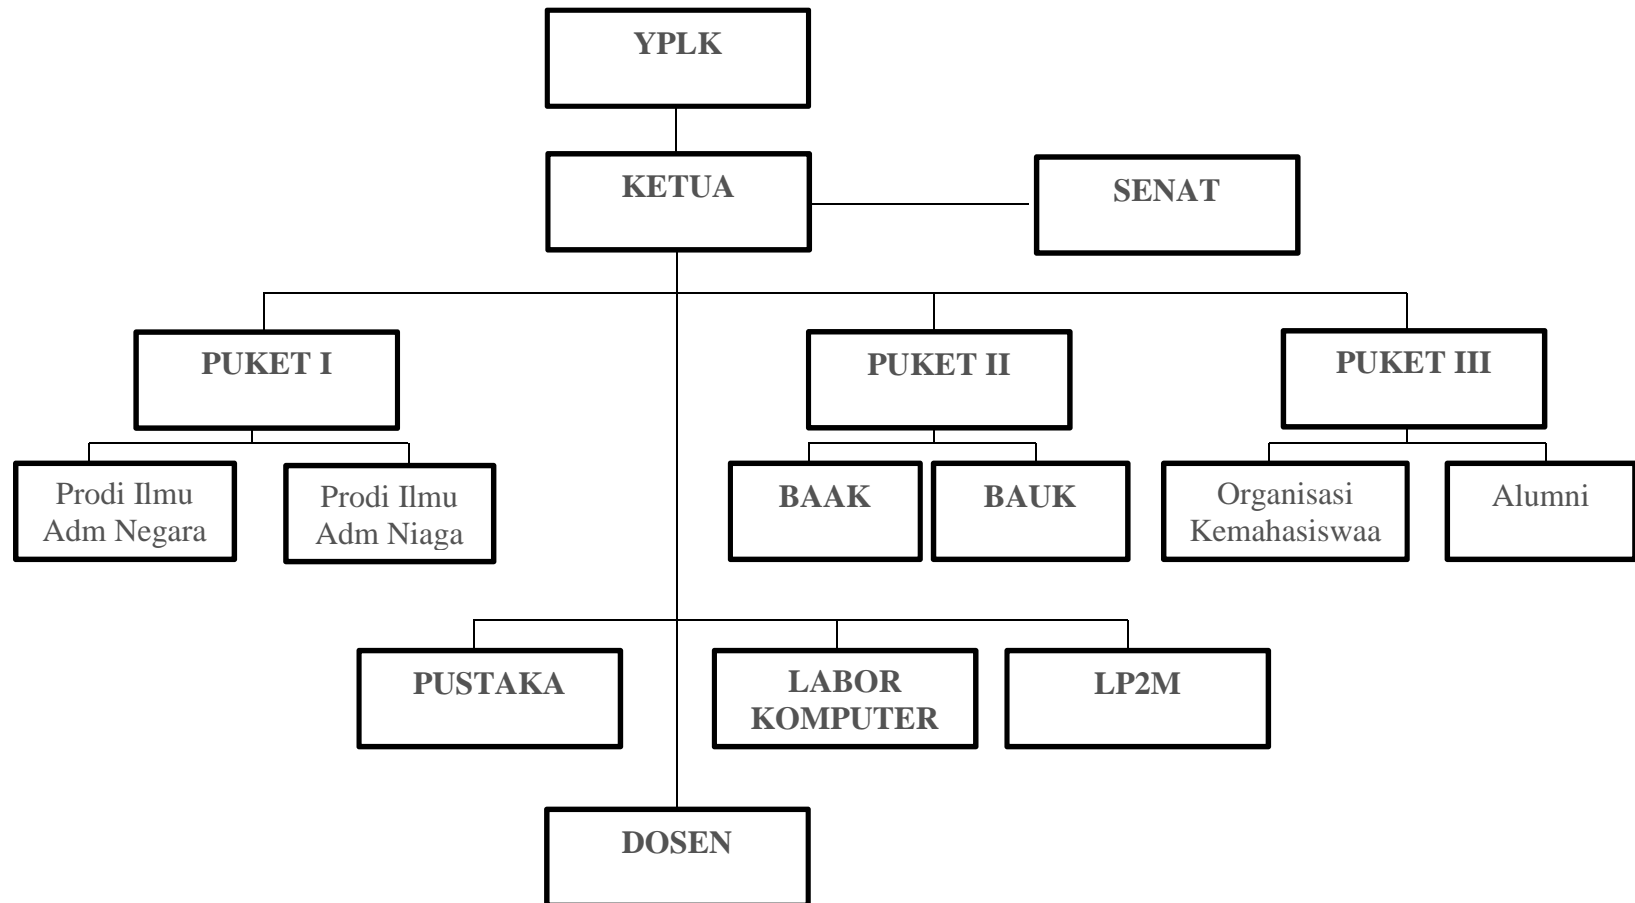 YPLK
KETUA
SENAT
PUKET I
PUKET II
PUKET III
Prodi Ilmu
Adm Negara
Prodi Ilmu
Adm Niaga
BAAK
BAUK
Organisasi
Kemahasiswaa
Alumni
PUSTAKA
LABOR
KOMPUTER
LP2M
DOSEN